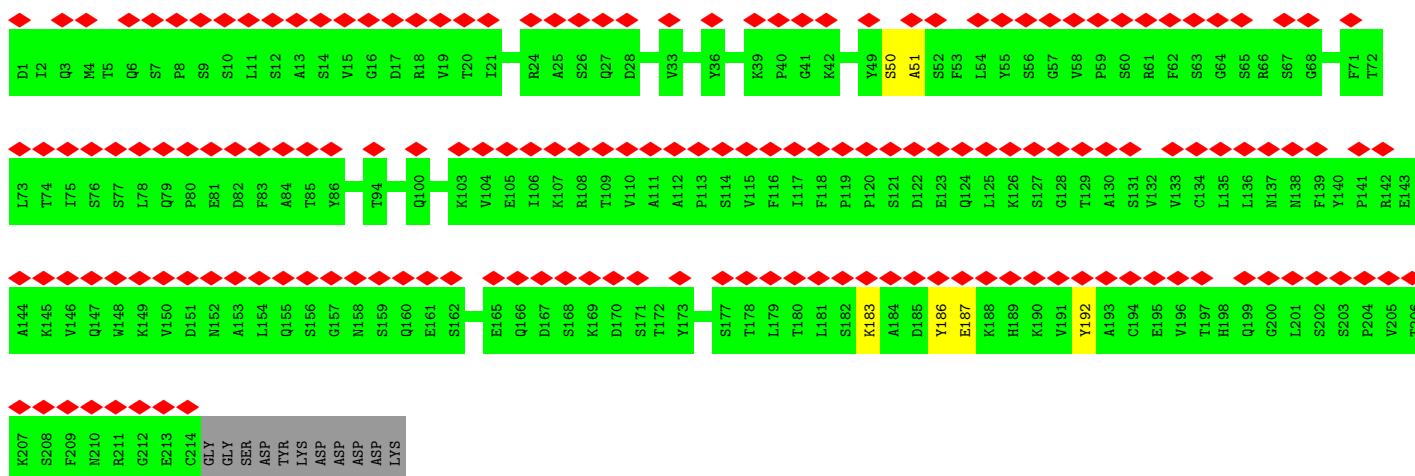 D1 I2 Q3 M4 T5 Q6 S7 P8 S9 S10 L11 S12 A13 S14 V15 G16 D17 R18 V19 T20 I21 R24 A25 S26 Q27 D28 V33 Y36 K39 P40 G41 K42 Y49 S50 A51 S52 F53 L54 Y55 S56 G57 V58 P59 S60 R61 F62 S63 G64 S65 R66 S67 G68 F71 T72
L73 T74 I75 S76 S77 L78 Q79 P80 E81 D82 F83 A84 T85 Y86 T94 Q100 K103 V104 E105 I106 K107 R108 T109 V110 A111 A112 P113 S114 V115 F116 I117 F118 P119 P120 S121 D122 E123 Q124 L125 K126 S127 G128 T129 A130 S131 V132 V133 C134 L135 L136 N137 N138 F139 Y140 P141 R142 E143
A144 K145 V146 Q147 W148 K149 V150 D151 N152 A153 L154 Q155 S156 G157 N158 S159 Q160 E161 S162 E165 Q166 D167 S168 K169 D170 S171 T172 Y173 S177 T178 L179 T180 L181 S182 K183 A184 D185 Y186 E187 K188 H189 K190 V191 Y192 A193 C194 E195 V196 T197 H198 Q199 G200 L201 S202 S203 P204 V205 T206
K207 S208 F209 N210 R211 G212 E213 C214 GLY GLY SER ASP TYR LYS ASP ASP ASP ASP LYS